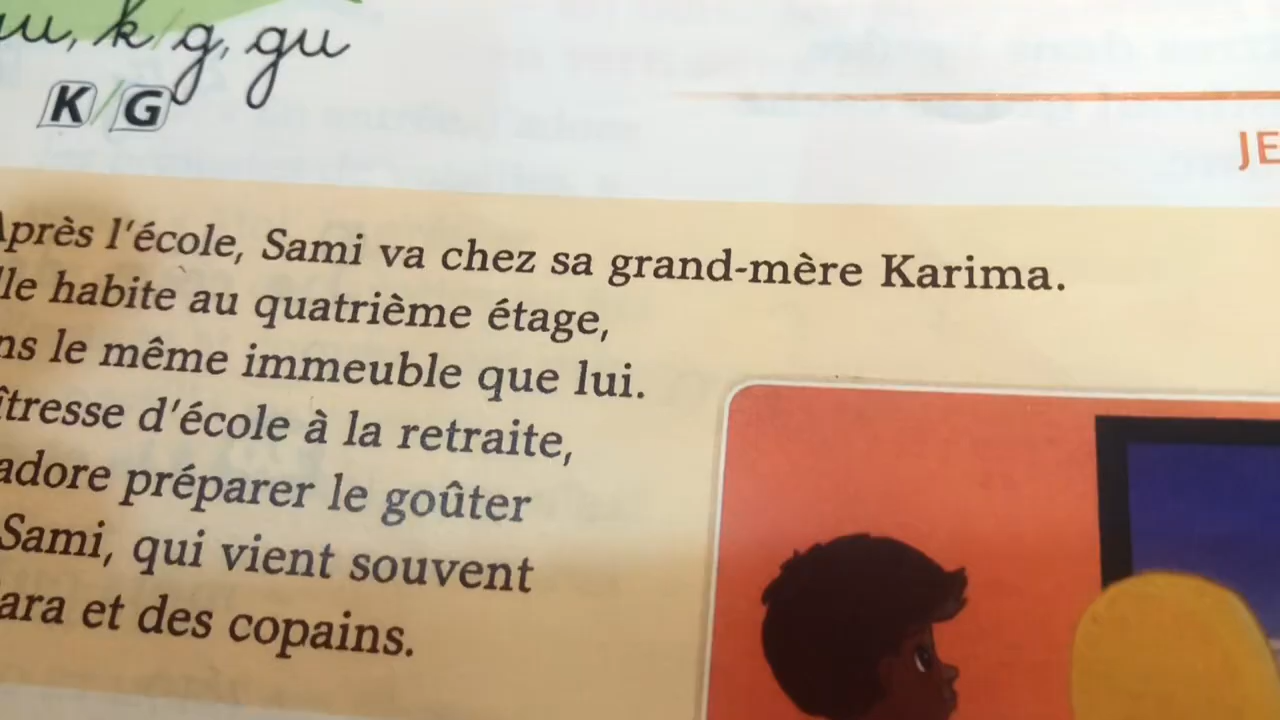 k g, gu
K/G
JE
Après l'école, Sami va chez sa grand-mère Karima.
lle habite au quatrième étage,
ns le même immeuble que lui.
îtresse d'école à la retraite,
adore préparer le goûter
Sami, qui vient souvent
ara et des copains.